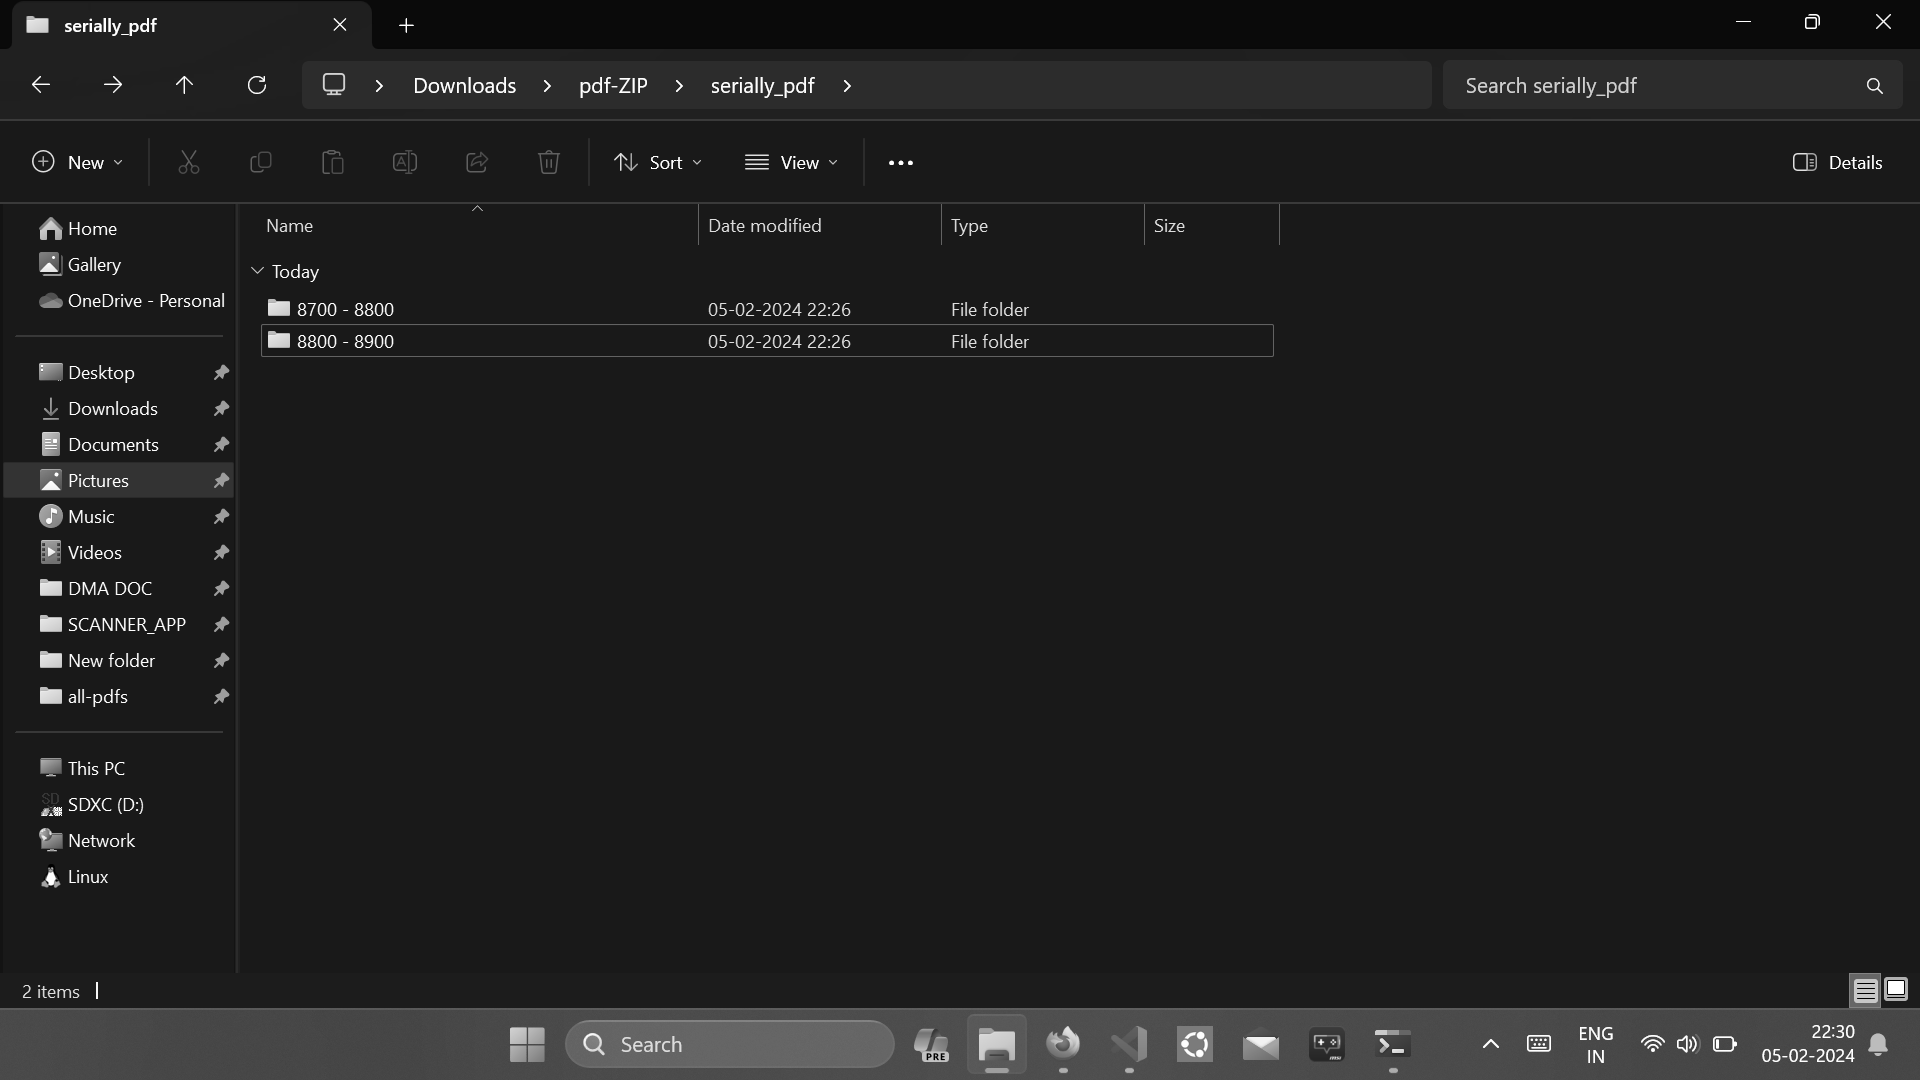 serially_pdf
Downloads > pdf-ZIP > serially_pdf >
Search serially_pdf
New
Sort
View
Details
Name Date modified Type Size
Today
8700 - 8800 05-02-2024 22:26 File folder
8800 - 8900 05-02-2024 22:26 File folder
Home
Gallery
OneDrive - Personal
Desktop
Downloads
Documents
Pictures
Music
Videos
DMA DOC
SCANNER_APP
New folder
all-pdfs
This PC
SD
SDXC (D:)
Network
Linux
2 items
Search
PRE
msi
ENG
IN
22:30
05-02-2024